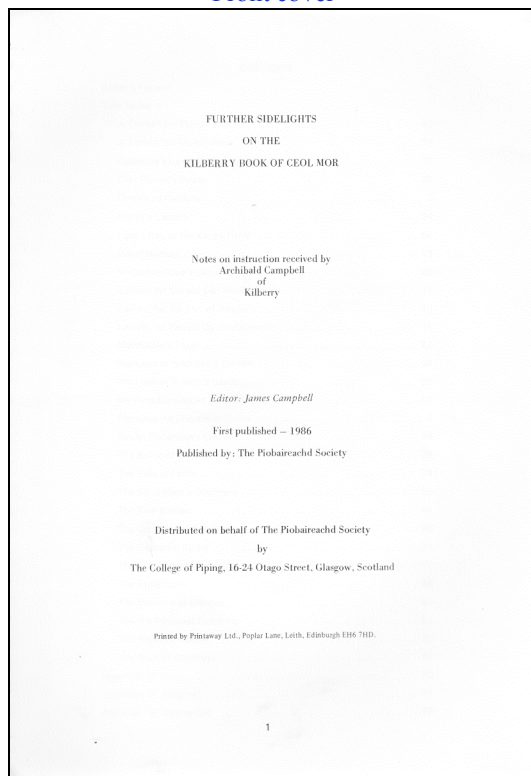 Front cover
FURTHER SIDELIGHTS
ON THE
KILBERRY BOOK OF CEOL MOR
Notes on instruction received by
Archibald Campbell
of
Kilberry
Editor: James Campbell
First published – 1986
Published by: The Piobaireachd Society
Distributed on behalf of The Piobaireachd Society
by
The College of Piping, 16-24 Otago Street, Glasgow, Scotland
Printed by Printaway Ltd., Poplar Lane, Leith, Edinburgh EH6 7HD.
1